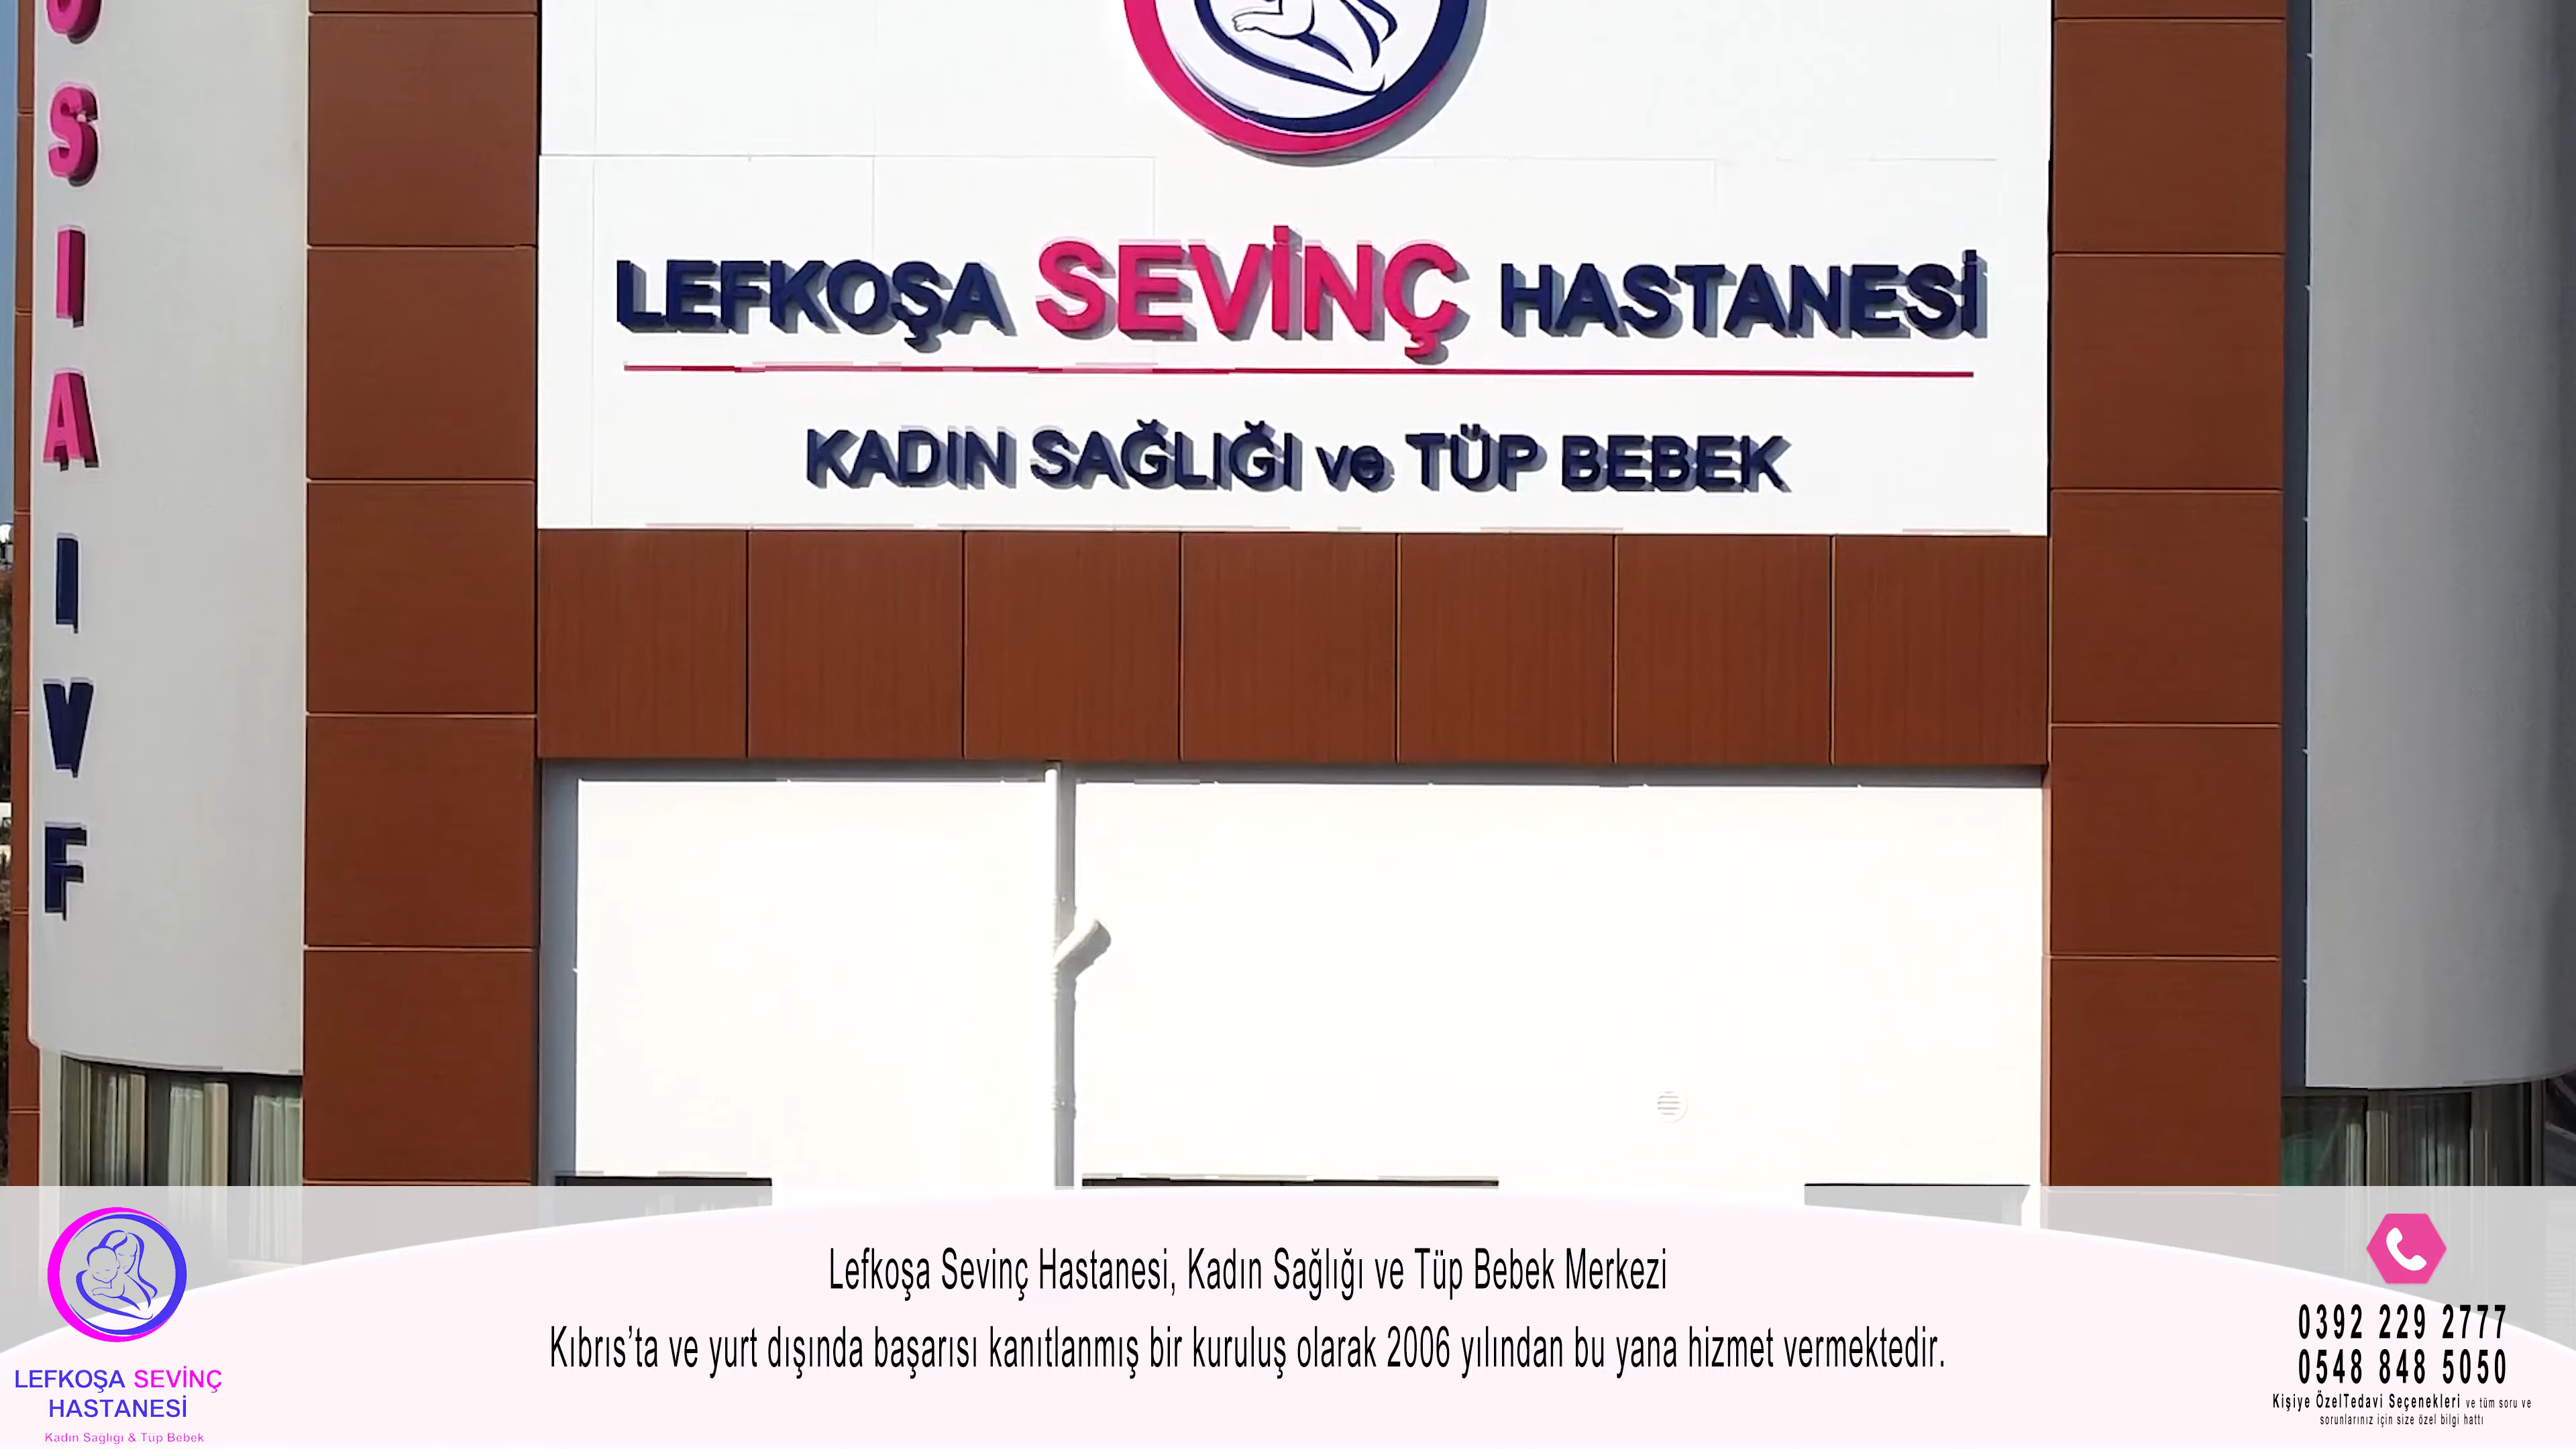 SIA IVF
LEFKOŞA SEVİNÇ HASTANESİ
KADIN SAĞLIĞI ve TÜP BEBEK
Lefkoşa Sevinç Hastanesi, Kadın Sağlığı ve Tüp Bebek Merkezi
Kıbrıs’ta ve yurt dışında başarısı kanıtlanmış bir kuruluş olarak 2006 yılından bu yana hizmet vermektedir.
LEFKOŞA SEVİNÇ
HASTANESİ
Kadın Saglıgı & Tüp Bebek
0392 229 2777
0548 848 5050
Kişiye ÖzelTedavi Seçenekleri ve tüm soru ve
sorunlarınız için size özel bilgi hattı